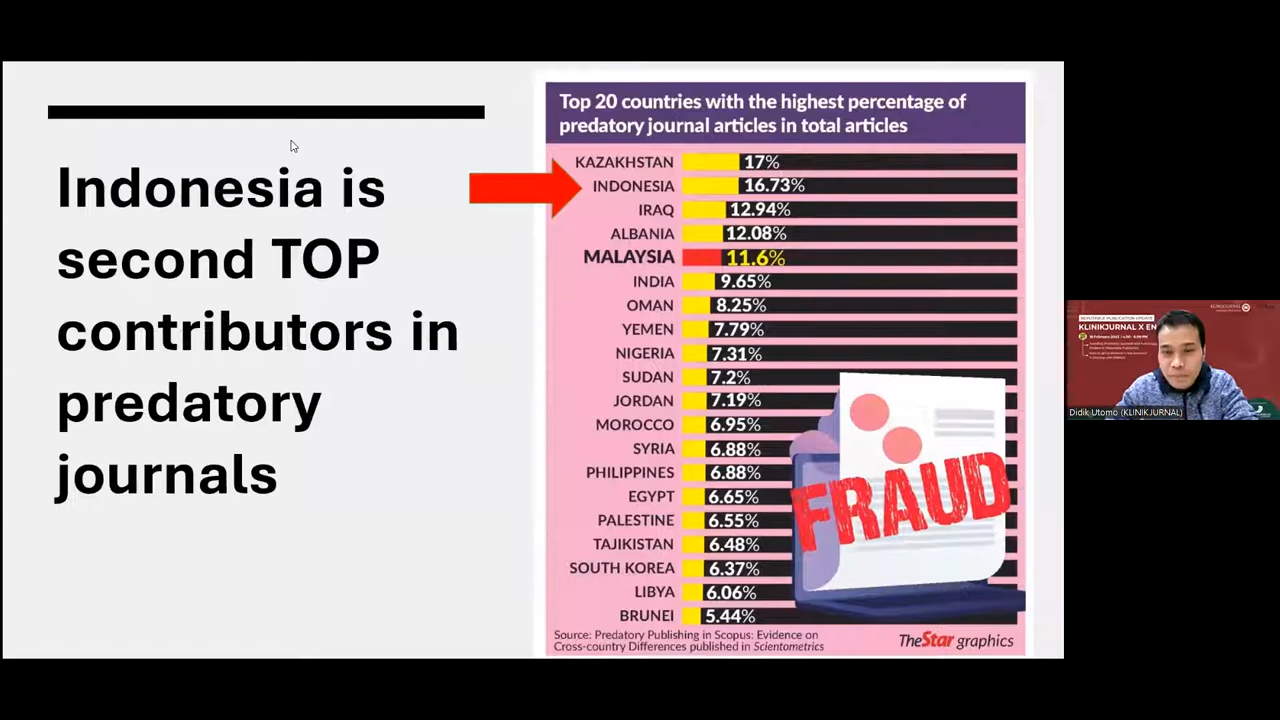 Indonesia is
second TOP
contributors in
predatory
journals
Top 20 countries with the highest percentage of
predatory journal articles in total articles
KAZAKHSTAN 17%
INDONESIA 16.73%
IRAQ 12.94%
ALBANIA 12.08%
MALAYSIA 11.6%
INDIA 9.65%
OMAN 8.25%
YEMEN 7.79%
NIGERIA 7.31%
SUDAN 7.2%
JORDAN 7.19%
MOROCCO 6.95%
SYRIA 6.88%
PHILIPPINES 6.88%
EGYPT 6.65%
PALESTINE 6.55%
TAJIKISTAN 6.48%
SOUTH KOREA 6.37%
LIBYA 6.06%
BRUNEI 5.44%
FRAUD
Source: Predatory Publishing in Scopus: Evidence on
Cross-country Differences published in Scientometrics
TheStar graphics
KLINIKJURNAL
REPUTABLE PUBLICATION UPDATE
KLINIKJURNAL X EN
Didik Utomo (KLINIKJURNAL)